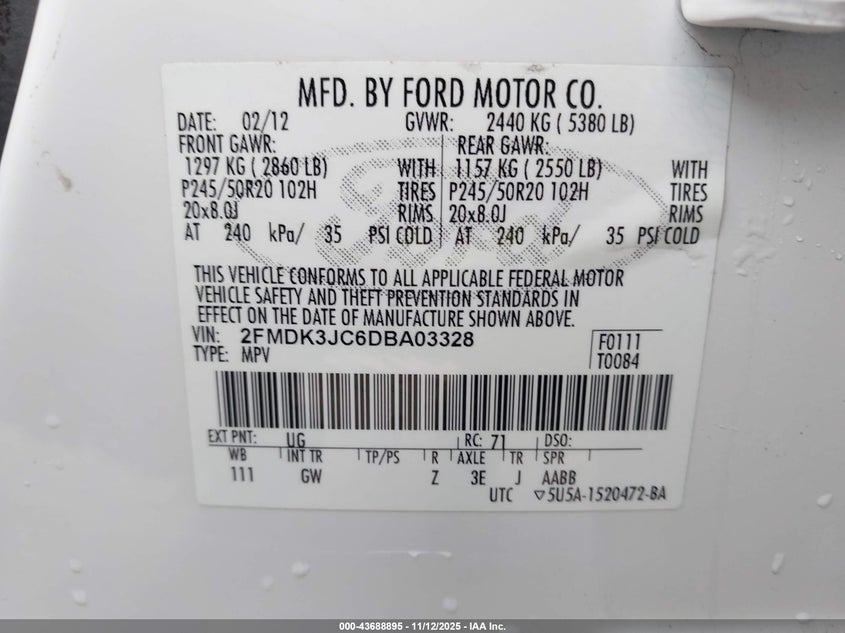 MFD. BY FORD MOTOR CO.
DATE: 02/12 GVWR: 2440 KG ( 5380 LB)
FRONT GAWR: REAR GAWR:
1297 KG ( 2860 LB) WITH 1157 KG ( 2550 LB) WITH
P245/50R20 102H TIRES P245/50R20 102H TIRES
20x8.0J RIMS 20x8.0J RIMS
AT 240 kPa/ 35 PSI COLD AT 240 kPa/ 35 PSI COLD
Ford
THIS VEHICLE CONFORMS TO ALL APPLICABLE FEDERAL MOTOR
VEHICLE SAFETY AND THEFT PREVENTION STANDARDS IN
EFFECT ON THE DATE OF MANUFACTURE SHOWN ABOVE.
VIN: 2FMDK3JC6DBA03328 F0111
TYPE: MPV T0084
EXT PNT: UG RC: 71 DSO:
WB INT TR TP/PS R AXLE TR SPR
111 GW Z 3E J AABB
UTC ▽5U5A-1520472-BA
000-43688895 - 11/12/2025 - IAA Inc.